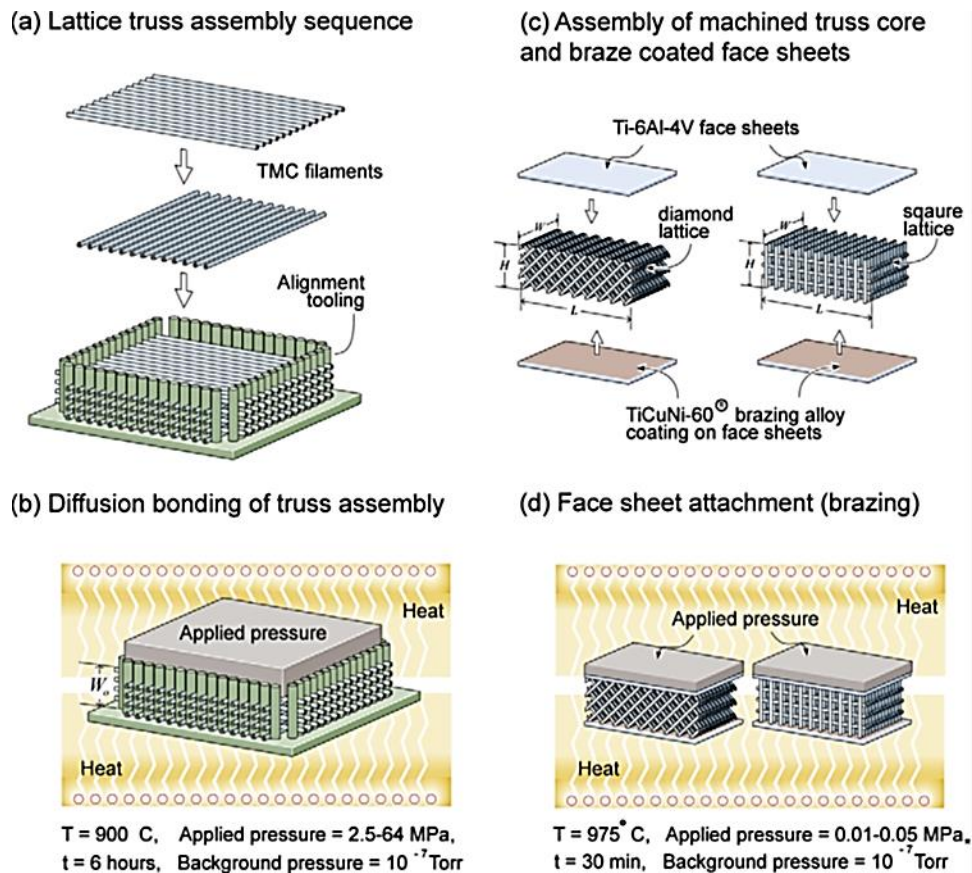 (a) Lattice truss assembly sequence
TMC filaments
Alignment
tooling
(b) Diffusion bonding of truss assembly
Heat
Applied pressure
Wo
Heat
T = 900 C, Applied pressure = 2.5-64 MPa,
t = 6 hours, Background pressure = 10⁻⁷Torr
(c) Assembly of machined truss core
and braze coated face sheets
Ti-6Al-4V face sheets
diamond
lattice
sqaure
lattice
W
H
L
W
H
L
TiCuNi-60® brazing alloy
coating on face sheets
(d) Face sheet attachment (brazing)
Heat
Applied pressure
Heat
T = 975°C, Applied pressure = 0.01-0.05 MPa.
t = 30 min, Background pressure = 10⁻⁷Torr